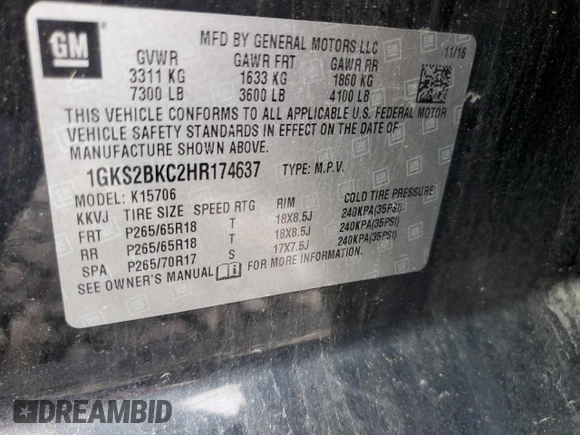 GM
MFD BY GENERAL MOTORS LLC
11/16
GVWR GAWR FRT GAWR RR
3311 KG 1633 KG 1860 KG
7300 LB 3600 LB 4100 LB
THIS VEHICLE CONFORMS TO ALL APPLICABLE U.S. FEDERAL MOTOR
VEHICLE SAFETY STANDARDS IN EFFECT ON THE DATE OF
MANUFACTURE SHOWN ABOVE.
1GKS2BKC2HR174637 TYPE: M.P.V.
MODEL: K15706
KKVJ TIRE SIZE SPEED RTG RIM COLD TIRE PRESSURE
FRT P265/65R18 T 18X8.5J 240KPA(35PSI)
RR P265/65R18 T 18X8.5J 240KPA(35PSI)
SPA P265/70R17 S 17X7.5J 240KPA(35PSI)
SEE OWNER'S MANUAL FOR MORE INFORMATION.
DREAMBID